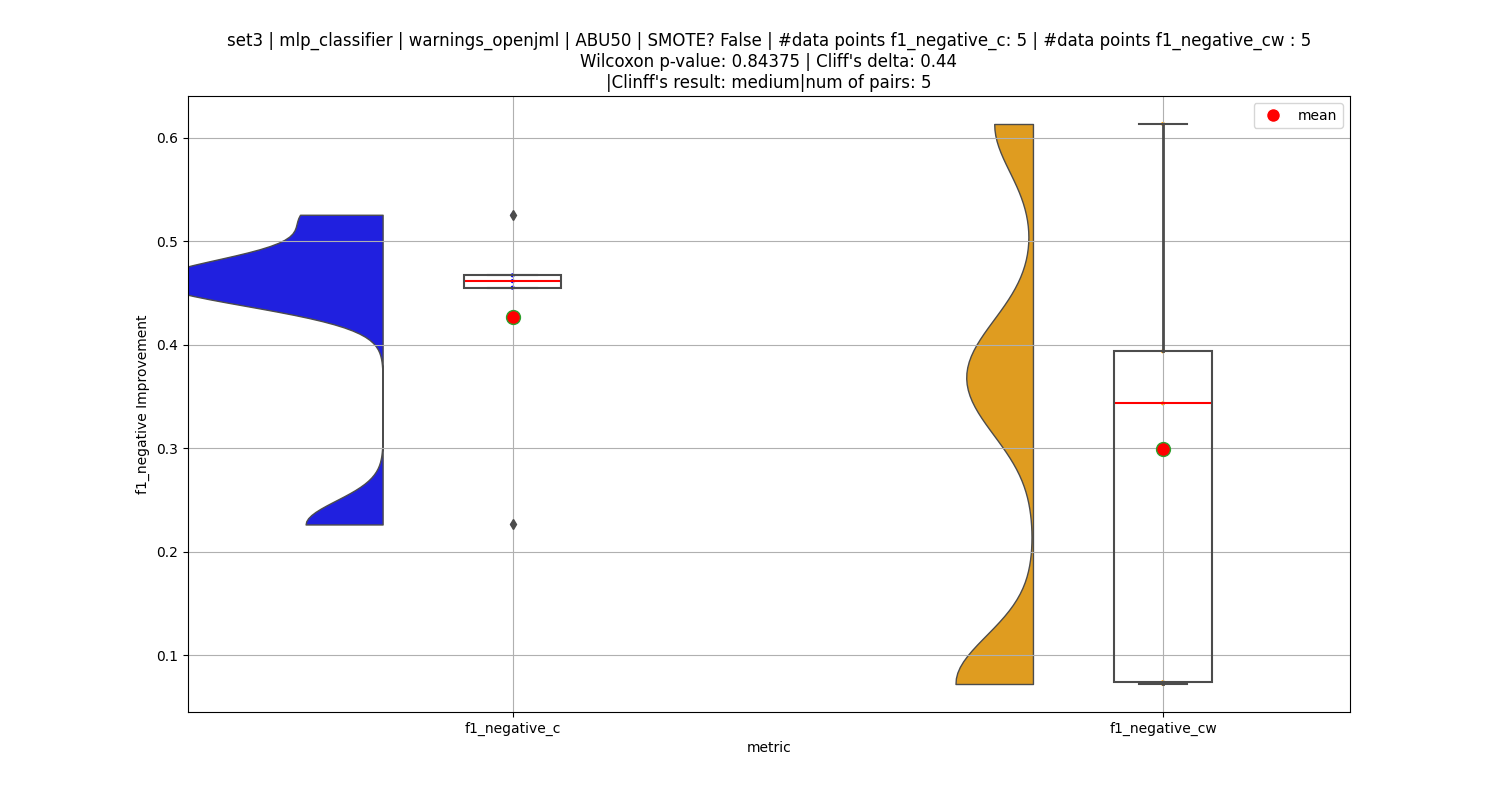 set3 | mlp_classifier | warnings_openjml | ABU50 | SMOTE? False | #data points f1_negative_c: 5 | #data points f1_negative_cw : 5
Wilcoxon p-value: 0.84375 | Cliff's delta: 0.44
|Clinff's result: medium|num of pairs: 5
mean
0.6
0.5
0.4
0.3
0.2
0.1
f1_negative Improvement
f1_negative_c
f1_negative_cw
metric